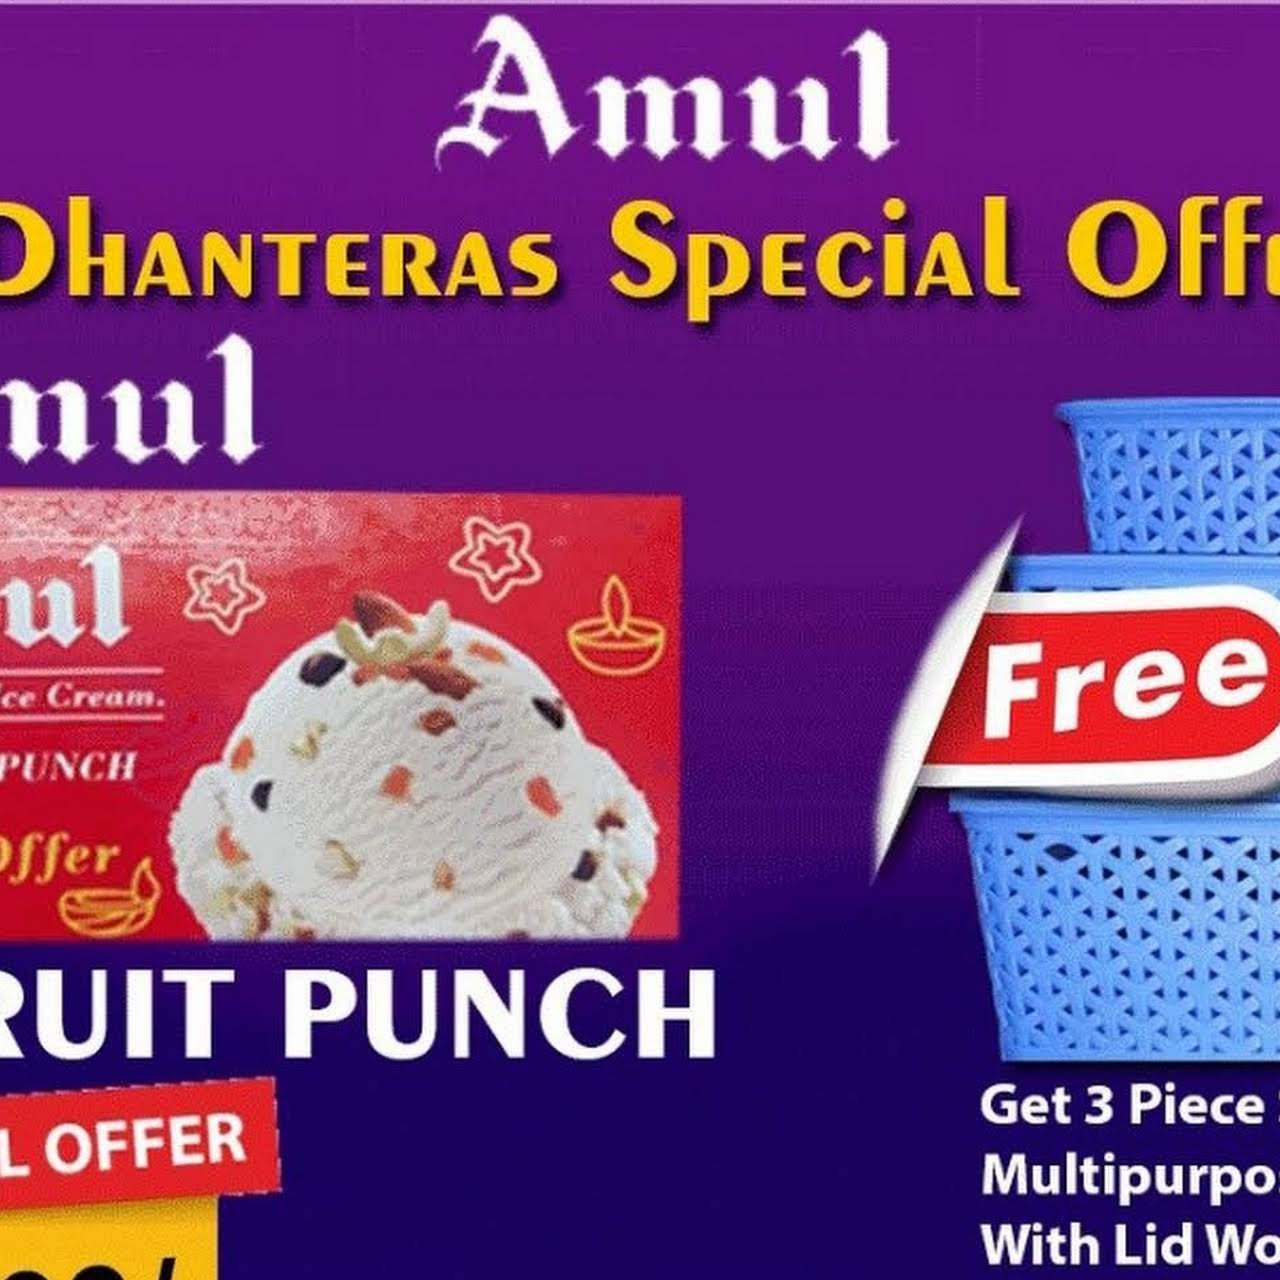 Amul
Dhanteras Special Offe
mul
ul
ce Cream.
PUNCH
Offer
Free
RUIT PUNCH
L OFFER
Get 3 Piece
Multipurpo
With Lid Wo